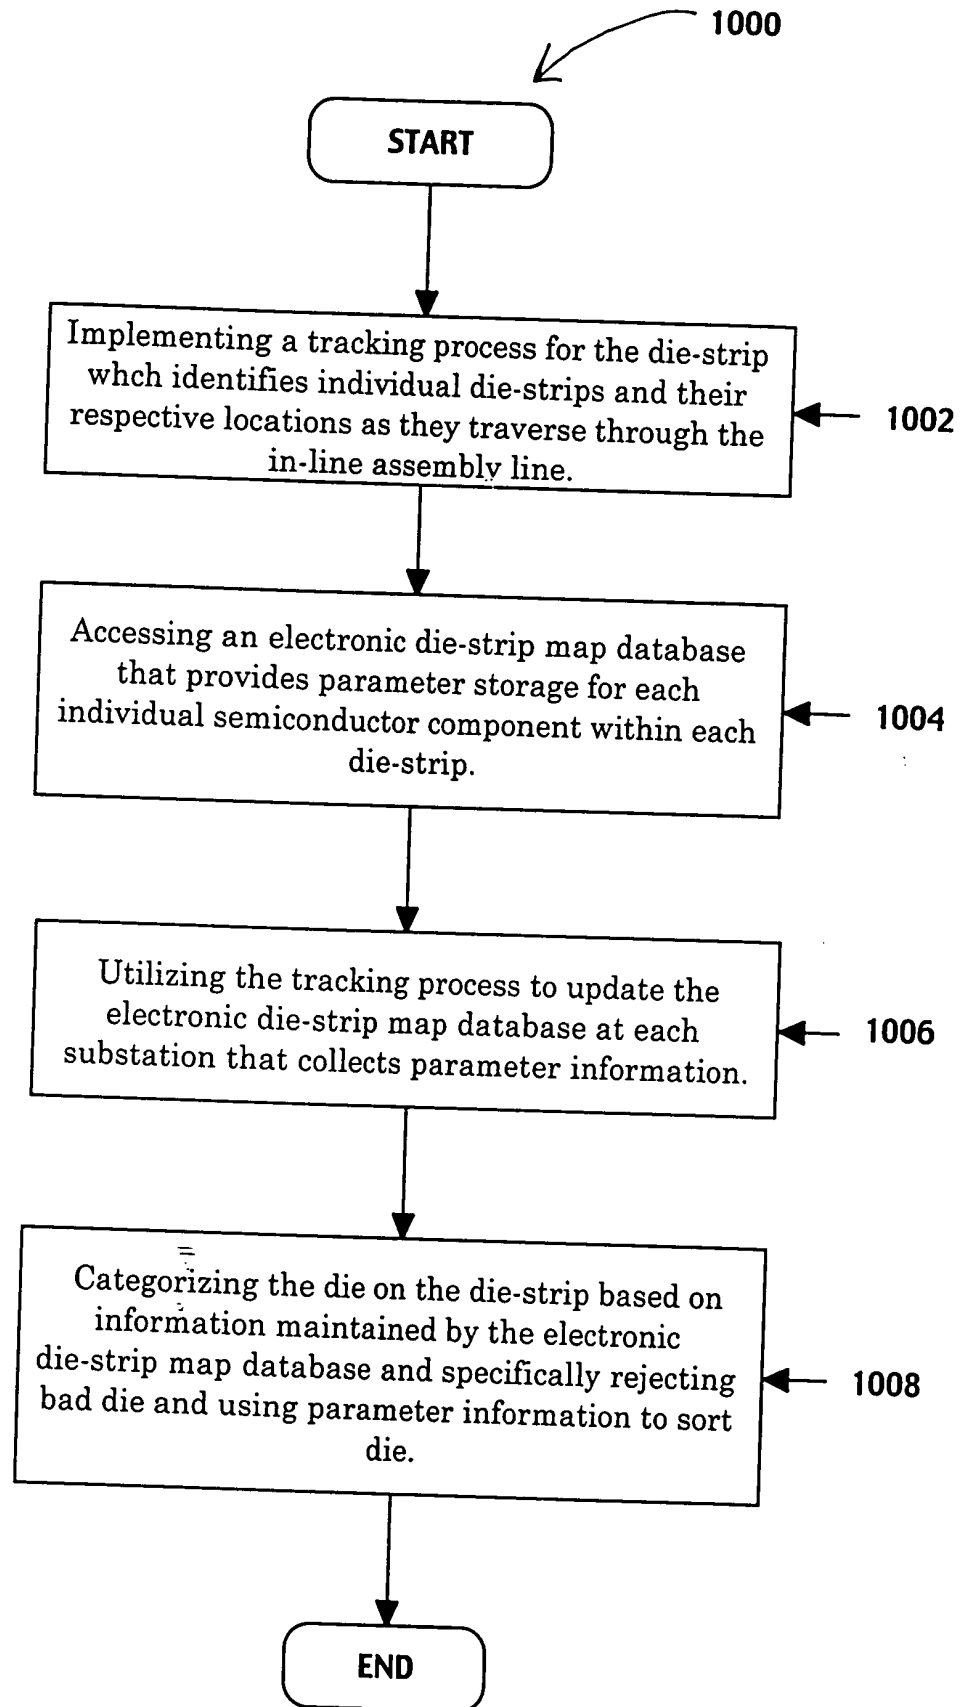 1000
START
Implementing a tracking process for the die-strip
whch identifies individual die-strips and their
respective locations as they traverse through the
in-line assembly line.
1002
Accessing an electronic die-strip map database
that provides parameter storage for each
individual semiconductor component within each
die-strip.
1004
Utilizing the tracking process to update the
electronic die-strip map database at each
substation that collects parameter information.
1006
Categorizing the die on the die-strip based on
information maintained by the electronic
die-strip map database and specifically rejecting
bad die and using parameter information to sort
die.
1008
END